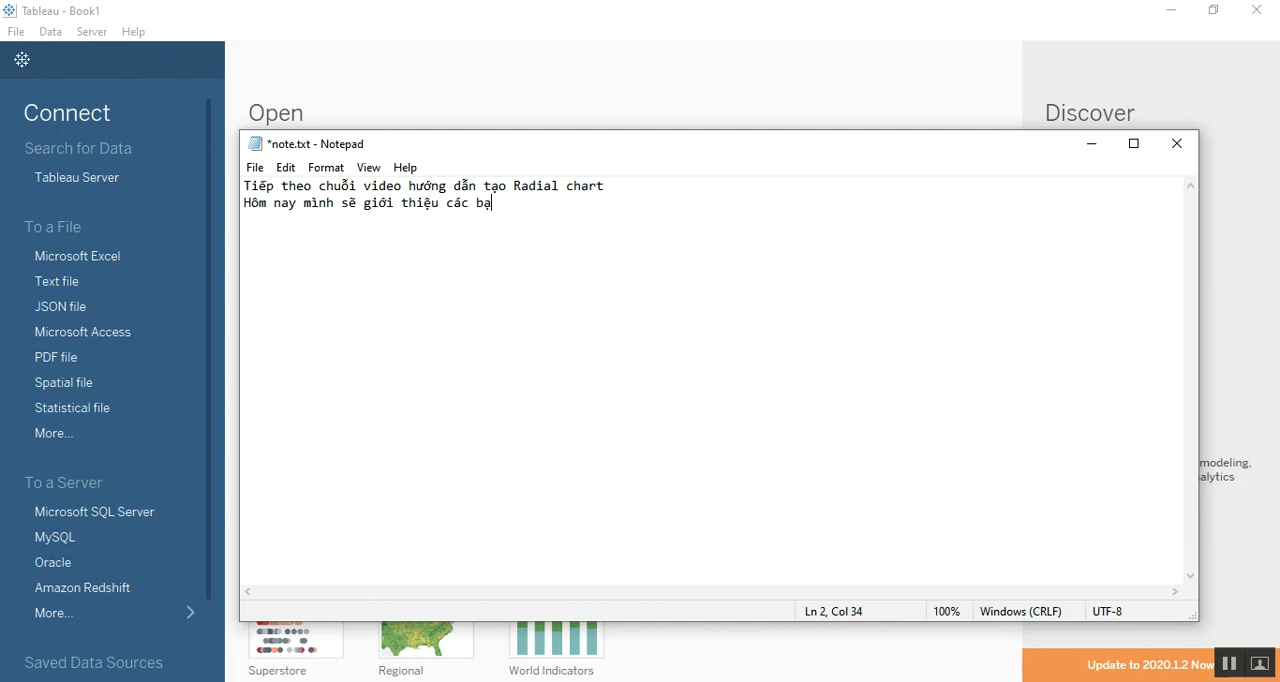 Tableau - Book1
File Data Server Help
Connect
Search for Data
Tableau Server
To a File
Microsoft Excel
Text file
JSON file
Microsoft Access
PDF file
Spatial file
Statistical file
More...
To a Server
Microsoft SQL Server
MySQL
Oracle
Amazon Redshift
More...
Saved Data Sources
Open
*note.txt - Notepad
File Edit Format View Help
Tiếp theo chuỗi video hướng dẫn tạo Radial chart
Hôm nay mình sẽ giới thiệu các bạ
Ln 2, Col 34 100% Windows (CRLF) UTF-8
Superstore Regional World Indicators
Discover
modeling,
alytics
Update to 2020.1.2 Now